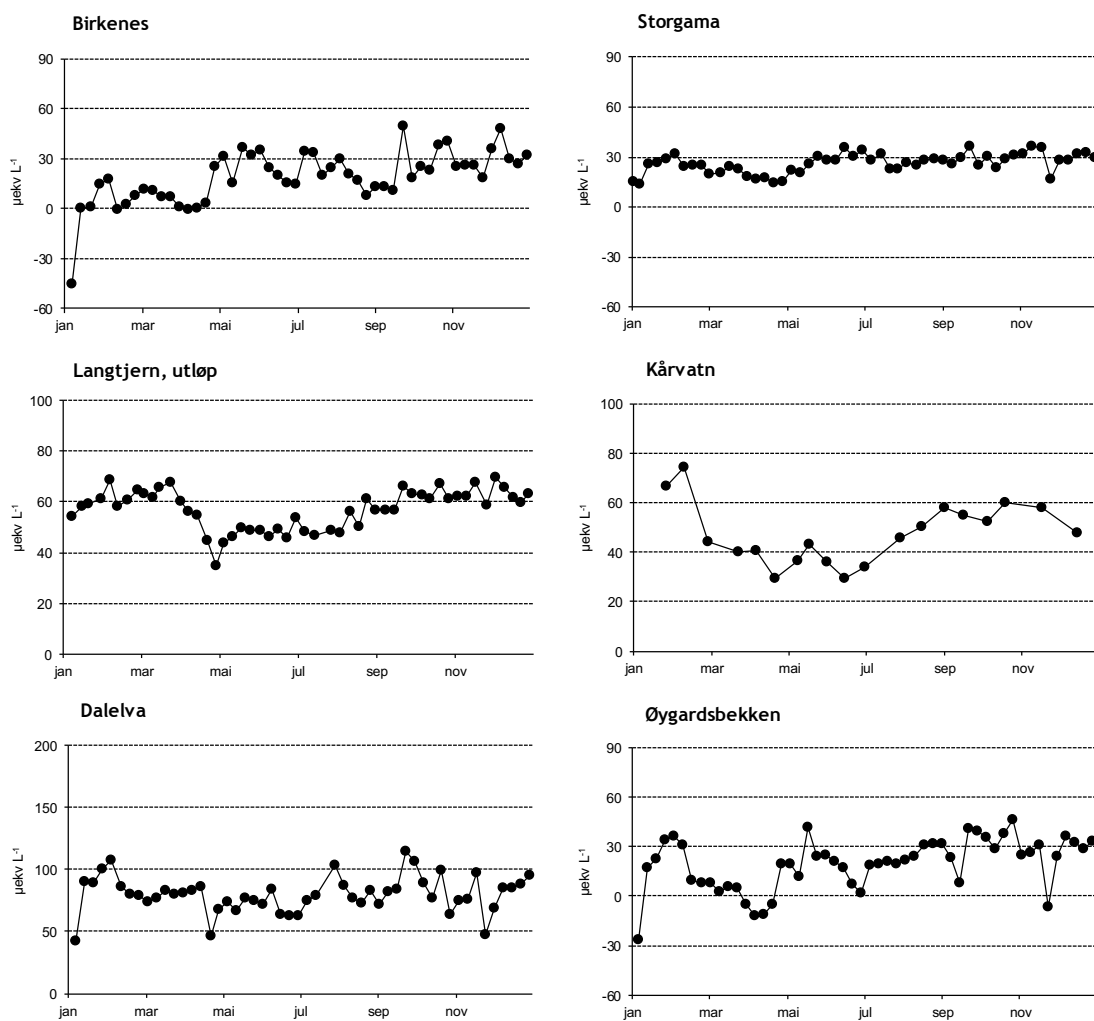 Birkenes
90
60
30
0
-30
-60
µekv L-1
jan mar mai jul sep nov
Storgama
90
60
30
0
-30
-60
µekv L-1
jan mar mai jul sep nov
Langtjern, utløp
100
80
60
40
20
0
µekv L-1
jan mar mai jul sep nov
Kårvatn
100
80
60
40
20
0
µekv L-1
jan mar mai jul sep nov
Dalelva
200
150
100
50
0
µekv L-1
jan mar mai jul sep nov
Øygardsbekken
90
60
30
0
-30
-60
µekv L-1
jan mar mai jul sep nov